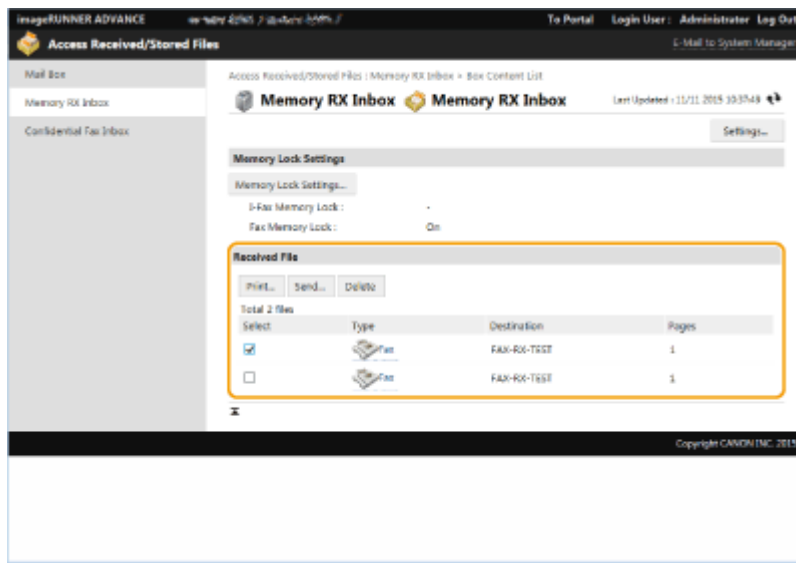 imageRUNNER ADVANCE To Portal Login User : Administrator Log Out
Access Received/Stored Files E-Mail to System Manager
Mail Box
Memory RX Inbox
Confidential Fax Inbox
Access Received/Stored Files : Memory RX Inbox > Box Content List
Memory RX Inbox Memory RX Inbox Last Updated : 11/11 2015 10:37:43
Settings...
Memory Lock Settings
Memory Lock Settings...
I-Fax Memory Lock : -
Fax Memory Lock : On
Received File
Print... Send... Delete
Total 2 files
Select Type Destination Pages
Fax FAX-RX-TEST 1
Fax FAX-RX-TEST 1
Copyright CANON INC. 2015